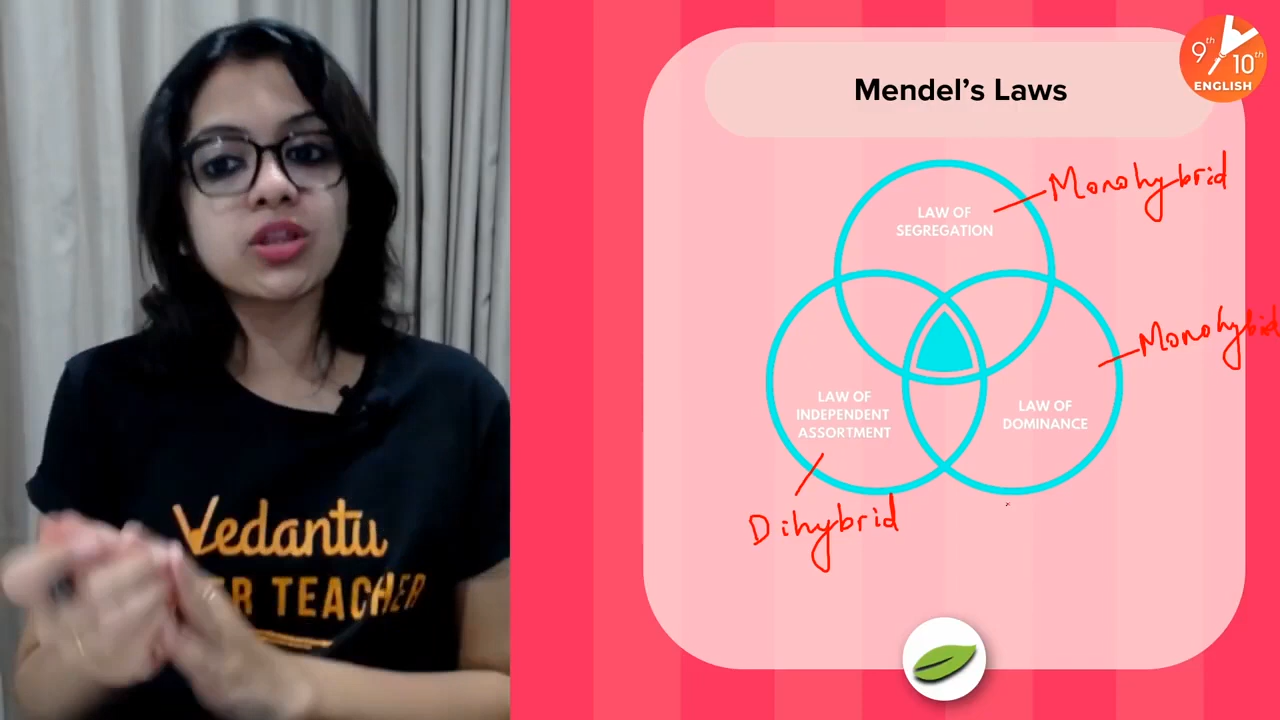 Mendel's Laws
9th
10th
ENGLISH
LAW OF
SEGREGATION
Monohybrid
Monohybid
LAW OF
INDEPENDENT
ASSORTMENT
LAW OF
DOMINANCE
Dihybrid
Vedantu
TEACHER